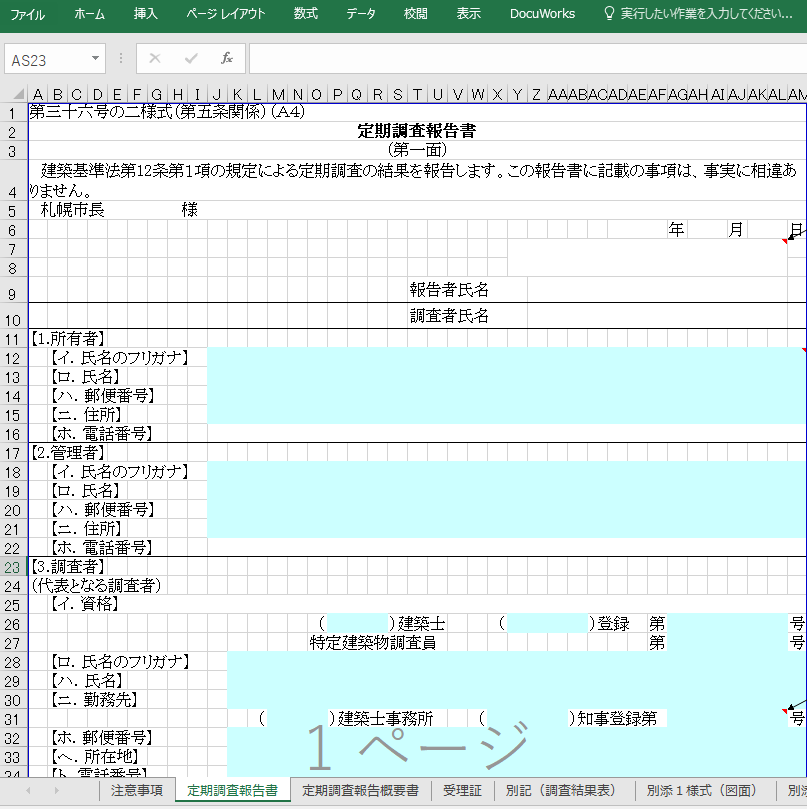 ファイル ホーム 挿入 ページ レイアウト 数式 データ 校閲 表示 DocuWorks 実行したい作業を入力してください...
AS23 fx
A B C D E F G H I J K L M N O P Q R S T U V W X Y Z AA AB AC AD AE AF AG AH AI AJ AK AL AM
1 第三十六号の二様式(第五条関係)(A4)
2 定期調査報告書
3 (第一面)
建築基準法第12条第1項の規定による定期調査の結果を報告します。この報告書に記載の事項は、事実に相違あ
4 りません。
5 札幌市長 様
6 年 月 日
7
8
9 報告者氏名
10 調査者氏名
11 【1.所有者】
12 【イ. 氏名のフリガナ】
13 【ロ. 氏名】
14 【ハ. 郵便番号】
15 【ニ. 住所】
16 【ホ. 電話番号】
17 【2.管理者】
18 【イ. 氏名のフリガナ】
19 【ロ. 氏名】
20 【ハ. 郵便番号】
21 【ニ. 住所】
22 【ホ. 電話番号】
23 【3.調査者】
24 (代表となる調査者)
25 【イ. 資格】
26 ( )建築士 ( )登録 第 号
27 特定建築物調査員 第 号
28 【ロ. 氏名のフリガナ】
29 【ハ. 氏名】
30 【ニ. 勤務先】
31 ( )建築士事務所 ( )知事登録第 号
32 【ホ. 郵便番号】
33 【ヘ. 所在地】
34 【ト. 電話番号】
1 ページ
注意事項 定期調査報告書 定期調査報告概要書 受理証 別記(調査結果表) 別添1様式(図面) 別添